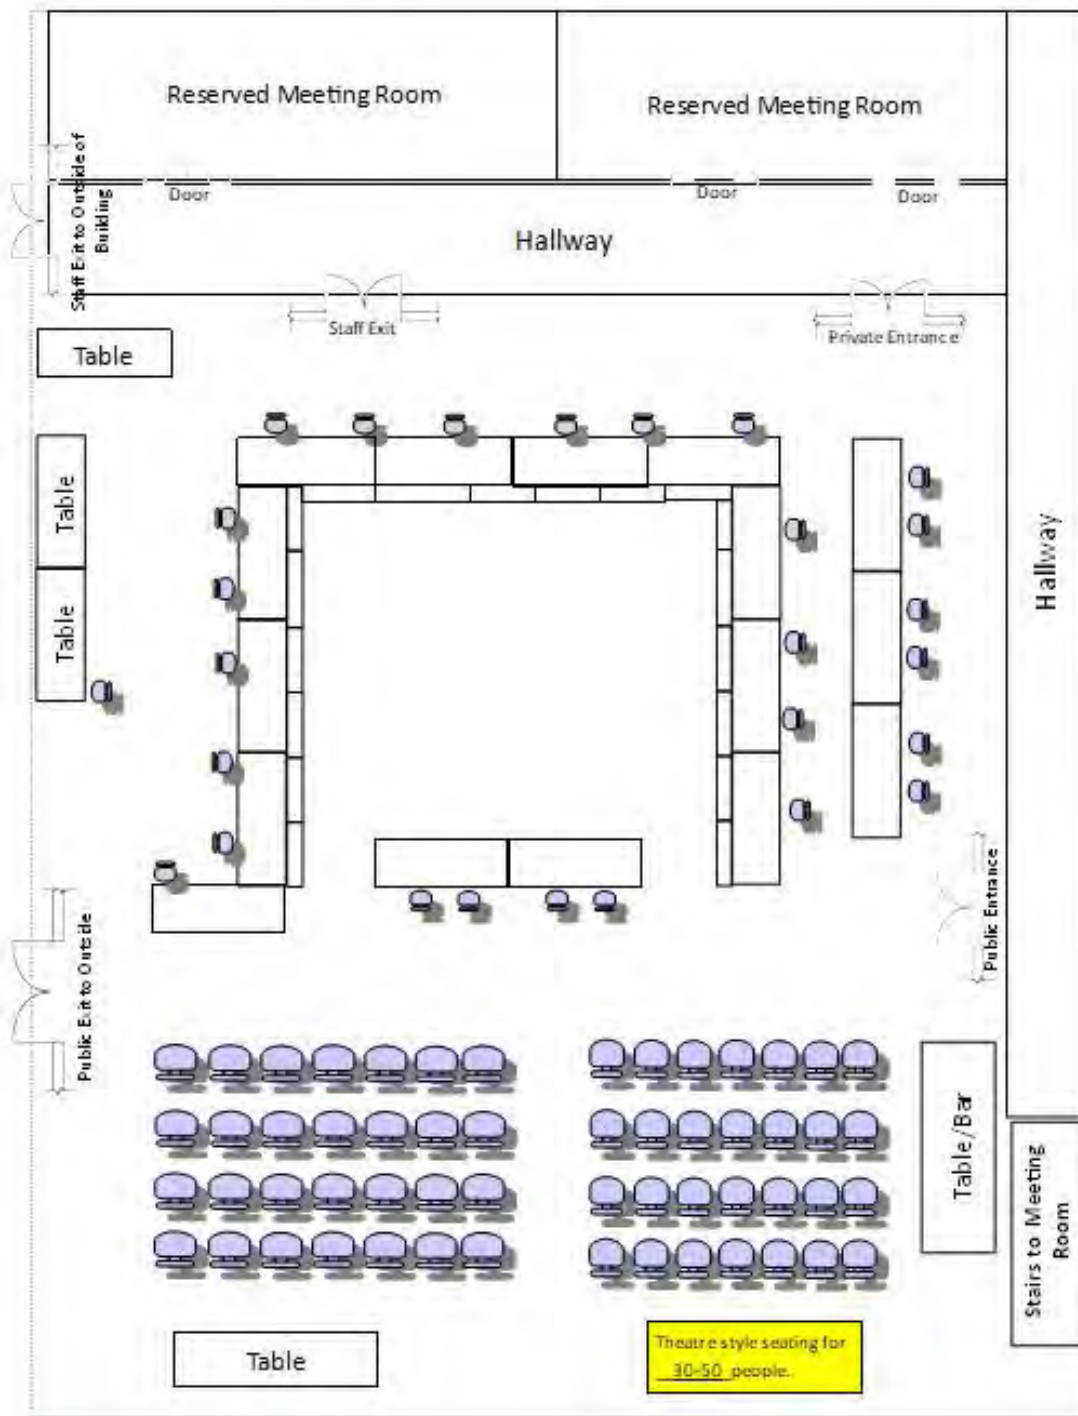 Reserved Meeting Room
Reserved Meeting Room
Staff Exit to Outside of
Building
Door
Door
Door
Hallway
Staff Exit
Private Entrance
Table
Table
Table
Hallway
Public Entrance
Public Exit to Outside
Table/Bar
Stairs to Meeting
Room
Table
Theatre style seating for
30-50 people.